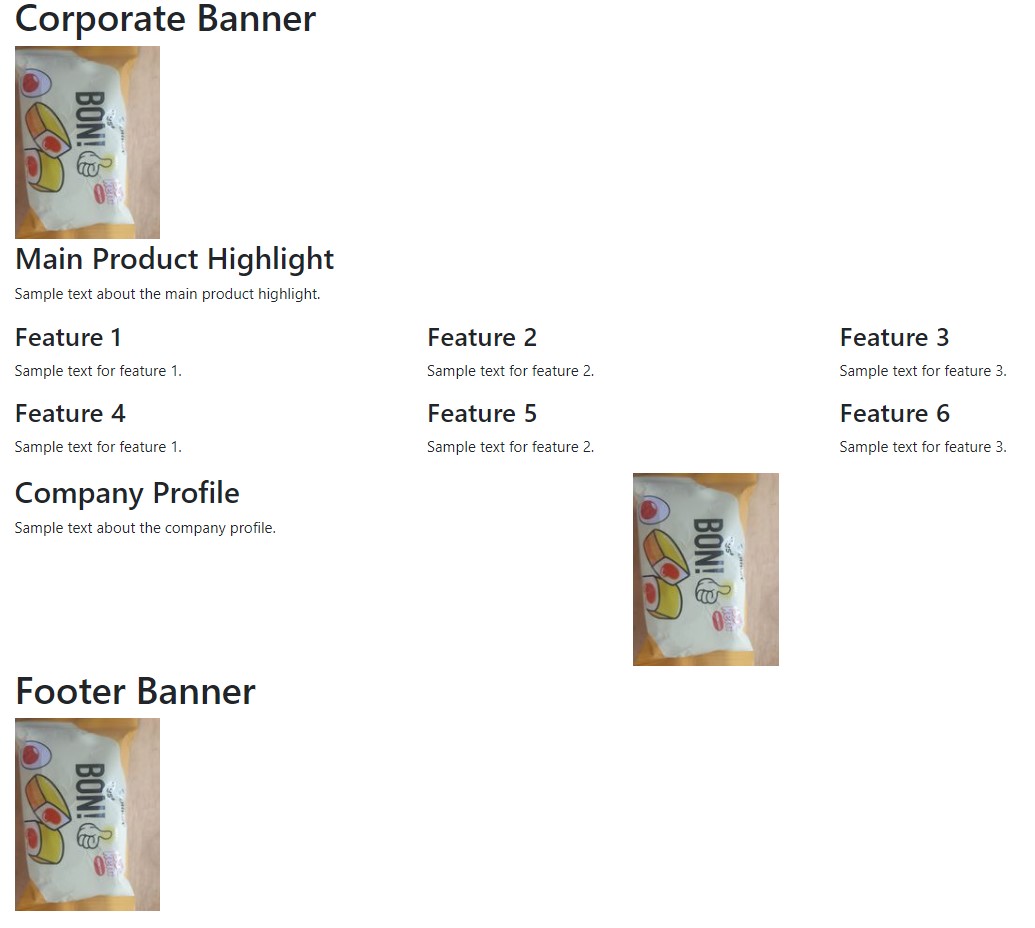 Corporate Banner
BON!
Main Product Highlight
Sample text about the main product highlight.
Feature 1
Sample text for feature 1.
Feature 2
Sample text for feature 2.
Feature 3
Sample text for feature 3.
Feature 4
Sample text for feature 1.
Feature 5
Sample text for feature 2.
Feature 6
Sample text for feature 3.
Company Profile
Sample text about the company profile.
BON!
Footer Banner
BON!